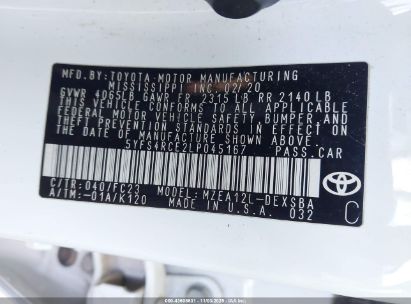 MFD.BY:TOYOTA MOTOR MANUFACTURING
MISSISSIPPI, INC. 02/20
GVWR 4065LB GAWR FR 2315LB RR 2140LB
THIS VEHICLE CONFORMS TO ALL APPLICABLE
FEDERAL MOTOR VEHICLE SAFETY, BUMPER, AND
THEFT PREVENTION STANDARDS IN EFFECT ON
THE DATE OF MANUFACTURE SHOWN ABOVE.
5YFS4RCE2LP045167 PASS.CAR
C/TR:040/FC23 MODEL:MZEA12L-DEXSBA
A/TM:-01A/K120 MADE IN U.S.A. 032
TOYOTA
C